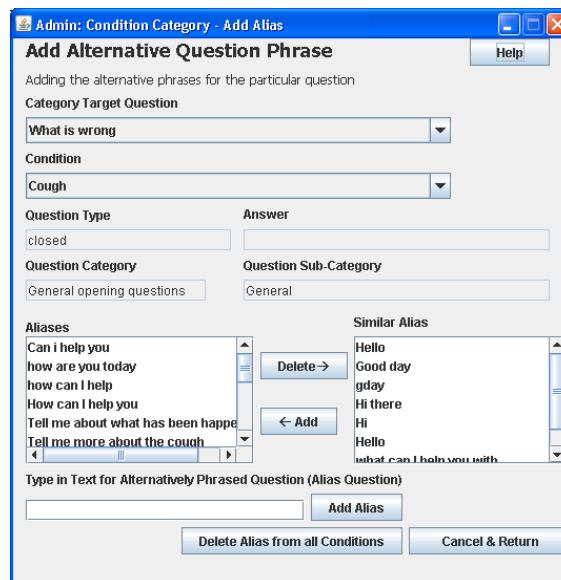 Admin: Condition Category - Add Alias
Add Alternative Question Phrase
Help
Adding the alternative phrases for the particular question
Category Target Question
What is wrong
Condition
Cough
Question Type
Answer
closed
Question Category
Question Sub-Category
General opening questions
General
Aliases
Can i help you
how are you today
how can I help
How can I help you
Tell me about what has been happe
Tell me more about the cough
Delete→
← Add
Similar Alias
Hello
Good day
gday
Hi there
Hi
Hello
what can I help you with
Type in Text for Alternatively Phrased Question (Alias Question)
Add Alias
Delete Alias from all Conditions
Cancel & Return